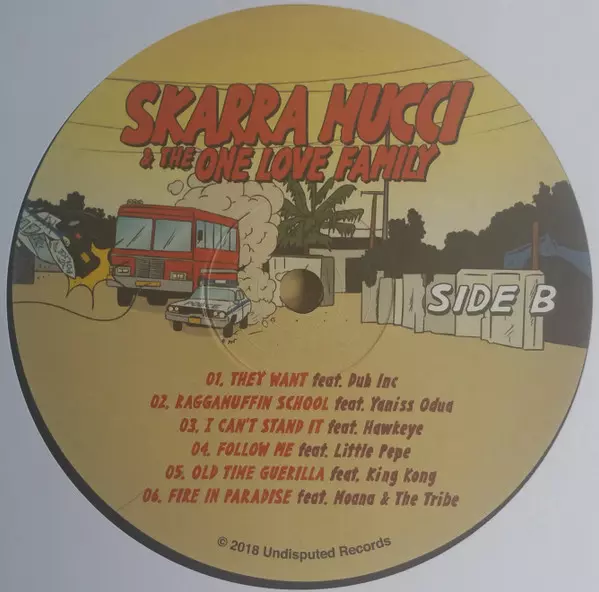 SKARRA MUCCI
& THE ONE LOVE FAMILY
SIDE B
01. THEY WANT feat. Dub Inc
02. RAGGAMUFFIN SCHOOL feat. Yaniss Odua
03. I CAN'T STAND IT feat. Hawkeye
04. FOLLOW ME feat. Little Pepe
05. OLD TIME GUERILLA feat. King Kong
06. FIRE IN PARADISE feat. Moana & The Tribe
© 2018 Undisputed Records